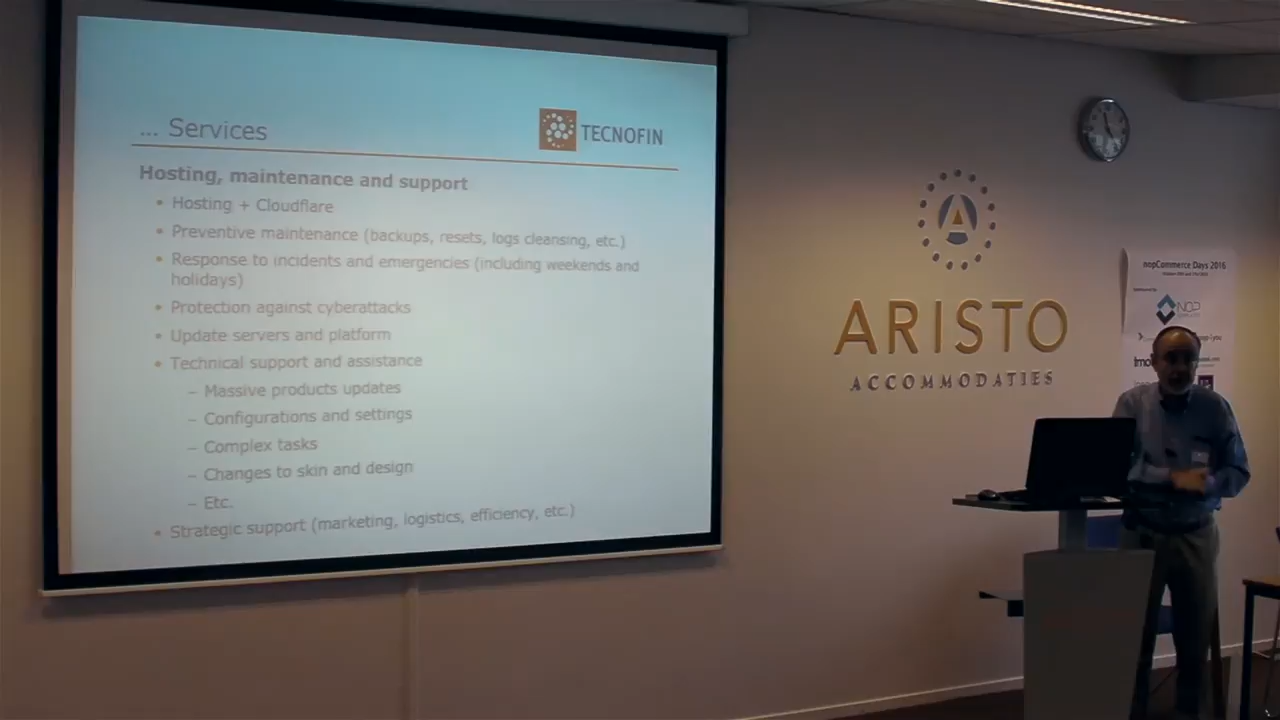 ... Services
TECNOFIN
Hosting, maintenance and support
• Hosting + Cloudflare
• Preventive maintenance (backups, resets, logs cleansing, etc.)
• Response to incidents and emergencies (including weekends and
holidays)
• Protection against cyberattacks
• Update servers and platform
• Technical support and assistance
– Massive products updates
– Configurations and settings
– Complex tasks
– Changes to skin and design
– Etc.
• Strategic support (marketing, logistics, efficiency, etc.)
A
ARISTO
ACCOMMODATIES
nopCommerce Days 2016
NOP